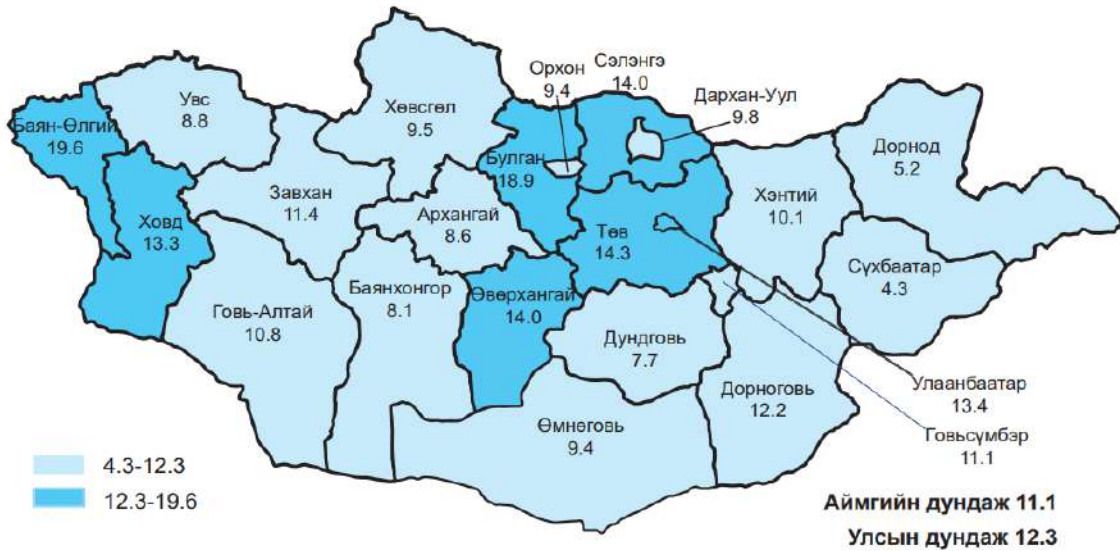 Орхон
9.4
Сэлэнгэ
14.0
Дархан-Уул
9.8
Увс
8.8
Хөвсгөл
9.5
Баян-Өлгий
19.6
Булган
18.9
Дорнод
5.2
Завхан
11.4
Хэнтий
10.1
Архангай
8.6
Ховд
13.3
Төв
14.3
Сүхбаатар
4.3
Баянхонгор
8.1
Өвөрхангай
14.0
Говь-Алтай
10.8
Дундговь
7.7
Дорноговь
12.2
Улаанбаатар
13.4
Өмнөговь
9.4
Говьсүмбэр
11.1
4.3-12.3
12.3-19.6
Аймгийн дундаж 11.1
Улсын дундаж 12.3